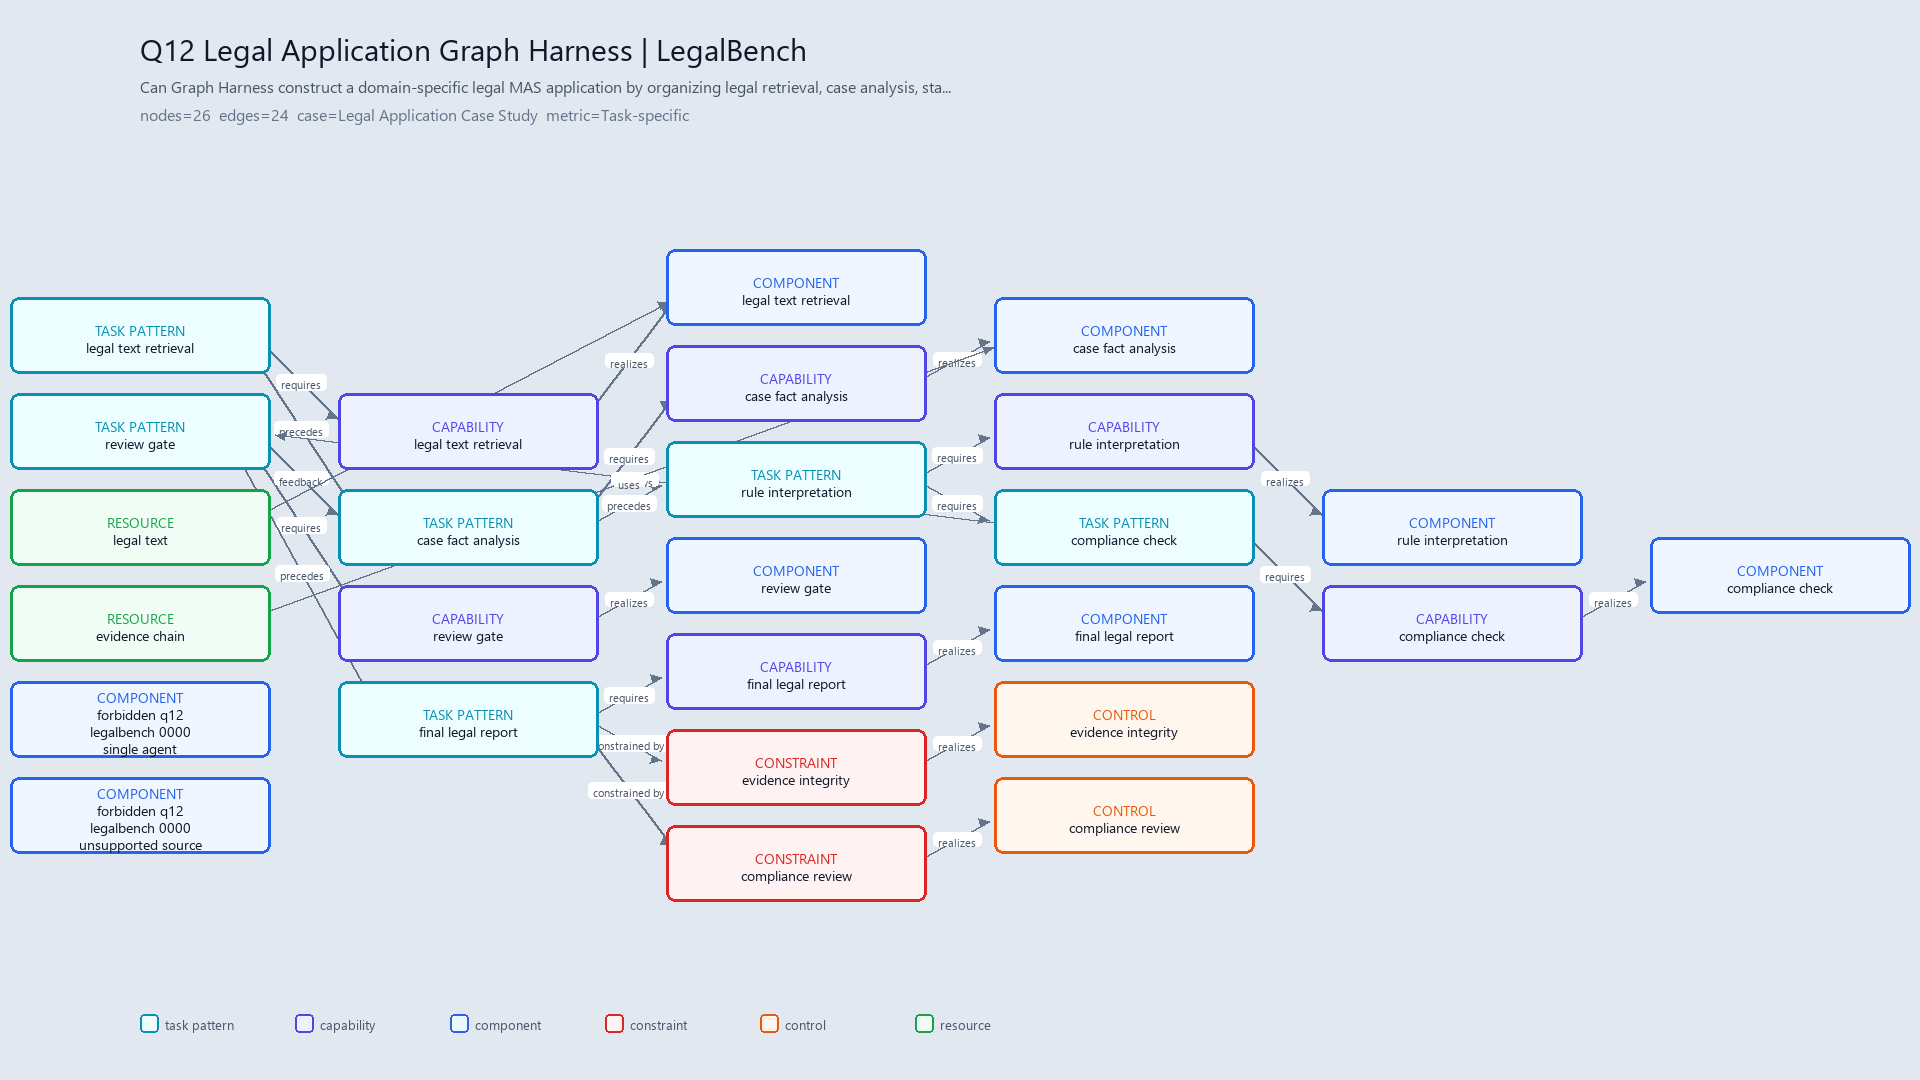 Q12 Legal Application Graph Harness | LegalBench
Can Graph Harness construct a domain-specific legal MAS application by organizing legal retrieval, case analysis, sta...
nodes=26 edges=24 case=Legal Application Case Study metric=Task-specific
TASK PATTERN
legal text retrieval
TASK PATTERN
review gate
RESOURCE
legal text
RESOURCE
evidence chain
COMPONENT
forbidden q12
legalbench 0000
single agent
COMPONENT
forbidden q12
legalbench 0000
unsupported source
requires
precedes
feedback
requires
precedes
CAPABILITY
legal text retrieval
TASK PATTERN
case fact analysis
CAPABILITY
review gate
TASK PATTERN
final legal report
realizes
requires
uses
precedes
realizes
requires
constrained by
constrained by
COMPONENT
legal text retrieval
CAPABILITY
case fact analysis
TASK PATTERN
rule interpretation
COMPONENT
review gate
CAPABILITY
final legal report
CONSTRAINT
evidence integrity
CONSTRAINT
compliance review
realizes
requires
requires
realizes
realizes
realizes
COMPONENT
case fact analysis
CAPABILITY
rule interpretation
TASK PATTERN
compliance check
COMPONENT
final legal report
CONTROL
evidence integrity
CONTROL
compliance review
realizes
requires
COMPONENT
rule interpretation
CAPABILITY
compliance check
realizes
COMPONENT
compliance check
task pattern
capability
component
constraint
control
resource